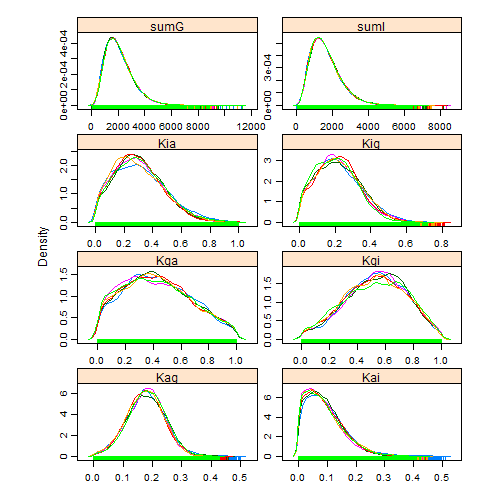 sumG
0e+00 2e-04 4e-04
0 2000 4000 6000 8000 12000
sumI
0e+00 3e-04
0 2000 4000 6000 8000
Kia
0.0 1.0 2.0
0.0 0.2 0.4 0.6 0.8 1.0
Kig
0 1 2 3
0.0 0.2 0.4 0.6 0.8
Density
Kga
0.0 0.5 1.0 1.5
0.0 0.2 0.4 0.6 0.8 1.0
Kgi
0.0 0.5 1.0 1.5
0.0 0.2 0.4 0.6 0.8 1.0
Kag
0 2 4 6
0.0 0.1 0.2 0.3 0.4 0.5
Kai
0 2 4 6
0.0 0.1 0.2 0.3 0.4 0.5